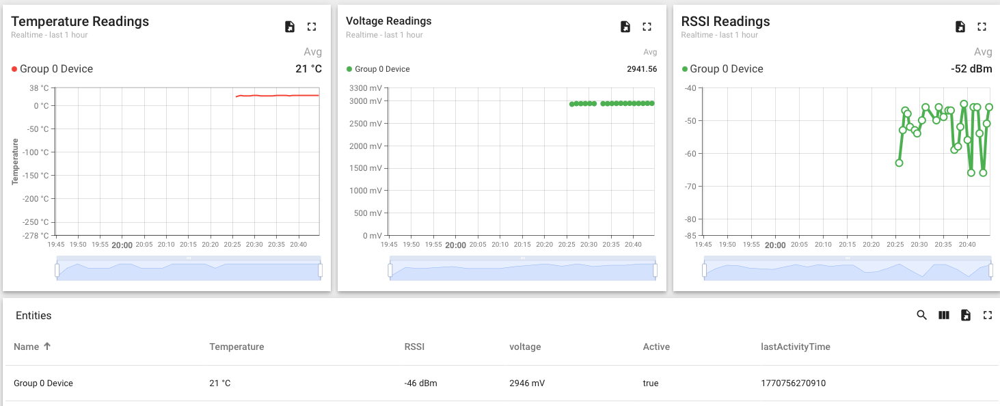 Temperature Readings
Realtime - last 1 hour
Avg
Group 0 Device 21 °C
38 °C
0 °C
-50 °C
-100 °C
-150 °C
-200 °C
-250 °C
-278 °C
Temperature
19:45 19:50 19:55 20:00 20:05 20:10 20:15 20:20 20:25 20:30 20:35 20:40
Voltage Readings
Realtime - last 1 hour
Avg
Group 0 Device 2941.56
3300 mV
3000 mV
2500 mV
2000 mV
1500 mV
1000 mV
500 mV
0 mV
19:45 19:50 19:55 20:00 20:05 20:10 20:15 20:20 20:25 20:30 20:35 20:40
RSSI Readings
Realtime - last 1 hour
Avg
Group 0 Device -52 dBm
-40
-50
-60
-70
-80
-85
19:45 19:50 19:55 20:00 20:05 20:10 20:15 20:20 20:25 20:30 20:35 20:40
Entities
Name Temperature RSSI voltage Active lastActivityTime
Group 0 Device 21 °C -46 dBm 2946 mV true 1770756270910